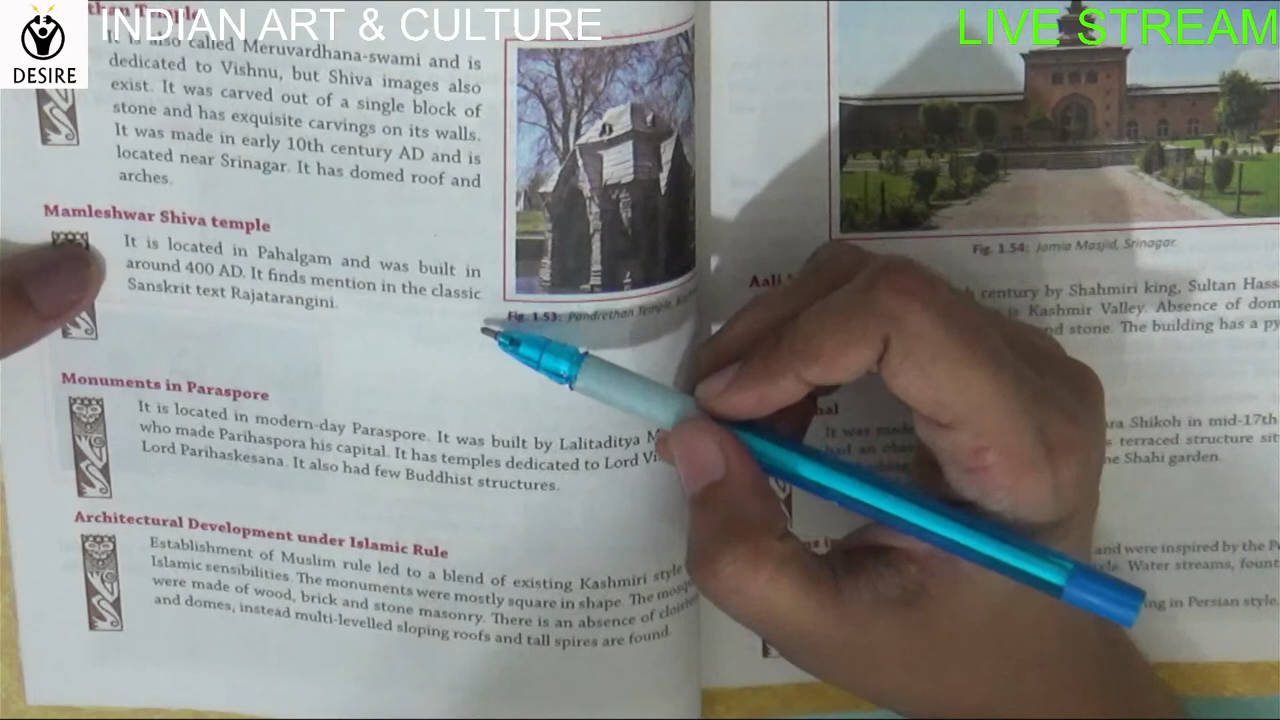 INDIAN ART & CULTURE
LIVE STREAM
DESIRE
It is also called Meruvardhana-swami and is
dedicated to Vishnu, but Shiva images also
exist. It was carved out of a single block of
stone and has exquisite carvings on its walls.
It was made in early 10th century AD and is
located near Srinagar. It has domed roof and
arches.
Mamleshwar Shiva temple
It is located in Pahalgam and was built in
around 400 AD. It finds mention in the classic
Sanskrit text Rajatarangini.
Fig. 1.53: Pandrethan Temple,
Monuments in Paraspore
It is located in modern-day Paraspore. It was built by Lalitaditya
who made Parihaspora his capital. It has temples dedicated to Lord
Lord Parihaskesana. It also had few Buddhist structures.
Architectural Development under Islamic Rule
Establishment of Muslim rule led to a blend of existing Kashmiri style
Islamic sensibilities. The monuments were mostly square in shape. The
were made of wood, brick and stone masonry. There is an absence of
and domes, instead multi-levelled sloping roofs and tall spires are found.
Fig. 1.54: Jamia Masjid, Srinagar.
Aali
century by Shahmiri king, Sultan
is Kashmir Valley. Absence of
stone. The building has a
It was made
Shikoh in mid-17th
terraced structure
Shahi garden.
and were inspired by the
Water streams,
in Persian style